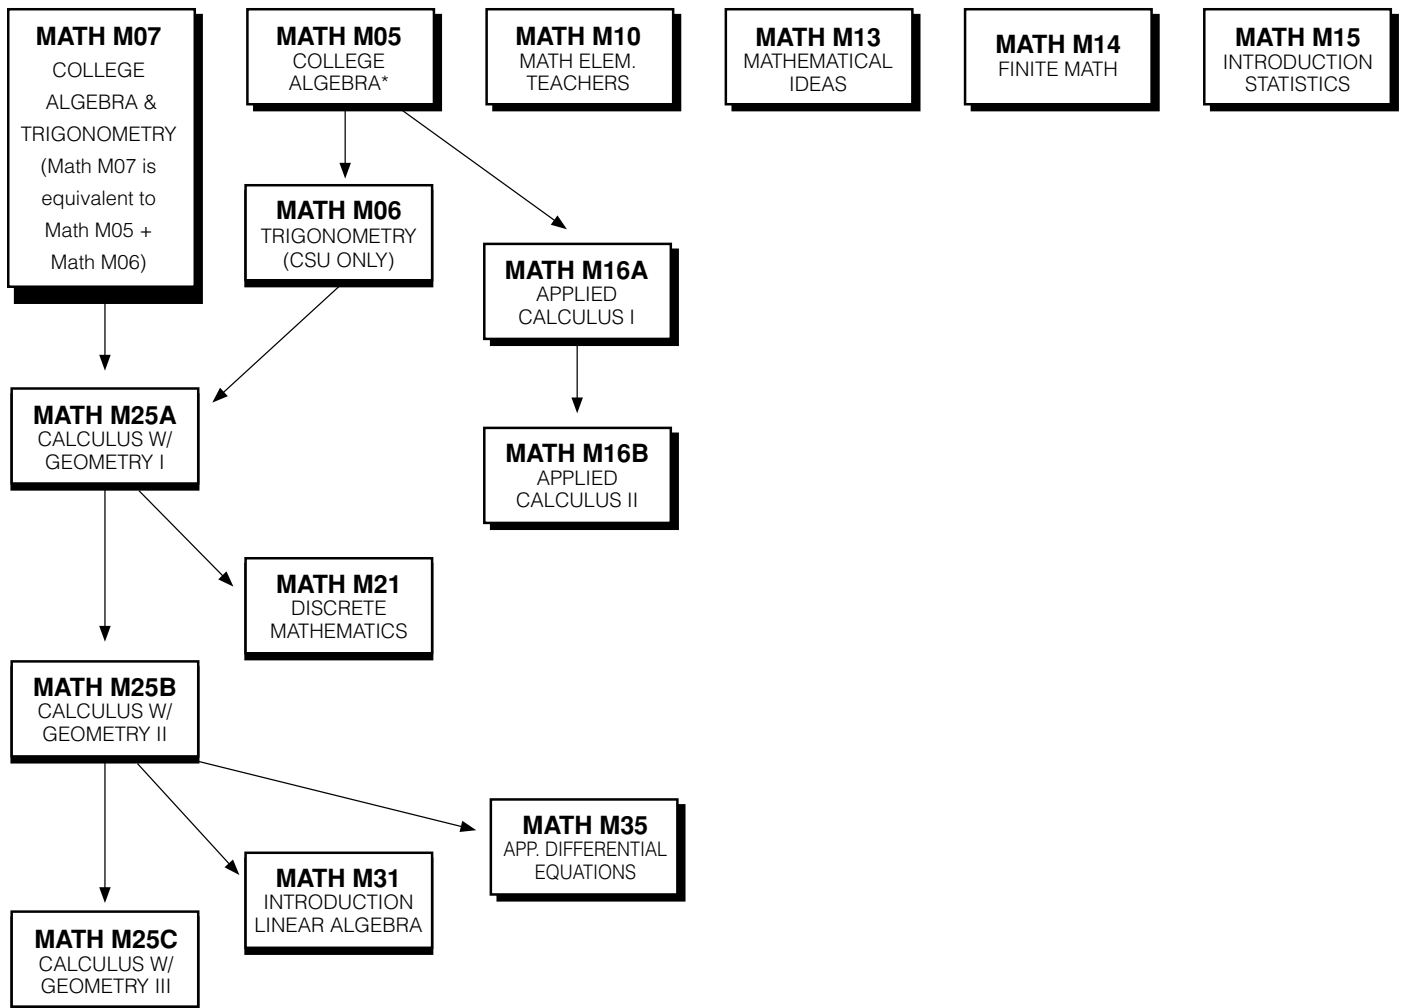 MATH M07
COLLEGE
ALGEBRA &
TRIGONOMETRY
(Math M07 is
equivalent to
Math M05 +
Math M06)
MATH M05
COLLEGE
ALGEBRA*
MATH M10
MATH ELEM.
TEACHERS
MATH M13
MATHEMATICAL
IDEAS
MATH M14
FINITE MATH
MATH M15
INTRODUCTION
STATISTICS
MATH M06
TRIGONOMETRY
(CSU ONLY)
MATH M16A
APPLIED
CALCULUS I
MATH M25A
CALCULUS W/
GEOMETRY I
MATH M16B
APPLIED
CALCULUS II
MATH M21
DISCRETE
MATHEMATICS
MATH M25B
CALCULUS W/
GEOMETRY II
MATH M35
APP. DIFFERENTIAL
EQUATIONS
MATH M31
INTRODUCTION
LINEAR ALGEBRA
MATH M25C
CALCULUS W/
GEOMETRY III